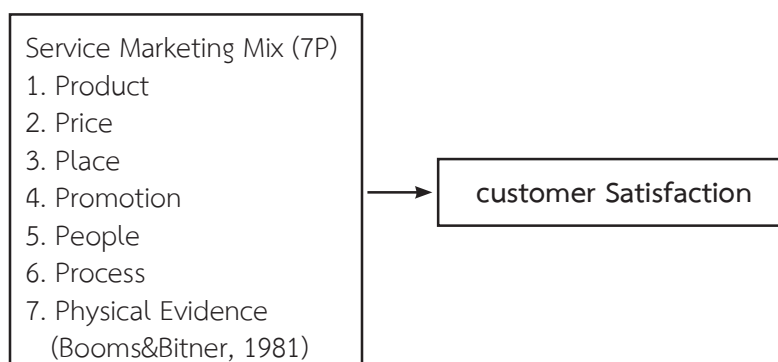 Service Marketing Mix (7P)
1. Product
2. Price
3. Place
4. Promotion
5. People
6. Process
7. Physical Evidence
(Booms&Bitner, 1981)
customer Satisfaction